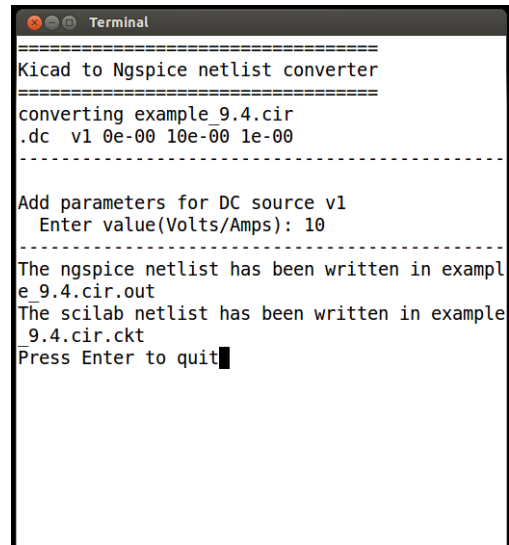 Terminal
==================================
Kicad to Ngspice netlist converter
==================================
converting example_9.4.cir
.dc  v1 0e-00 10e-00 1e-00
----------------------------------------------
Add parameters for DC source v1
  Enter value(Volts/Amps): 10
----------------------------------------------
The ngspice netlist has been written in exampl
e_9.4.cir.out
The scilab netlist has been written in example
_9.4.cir.ckt
Press Enter to quit